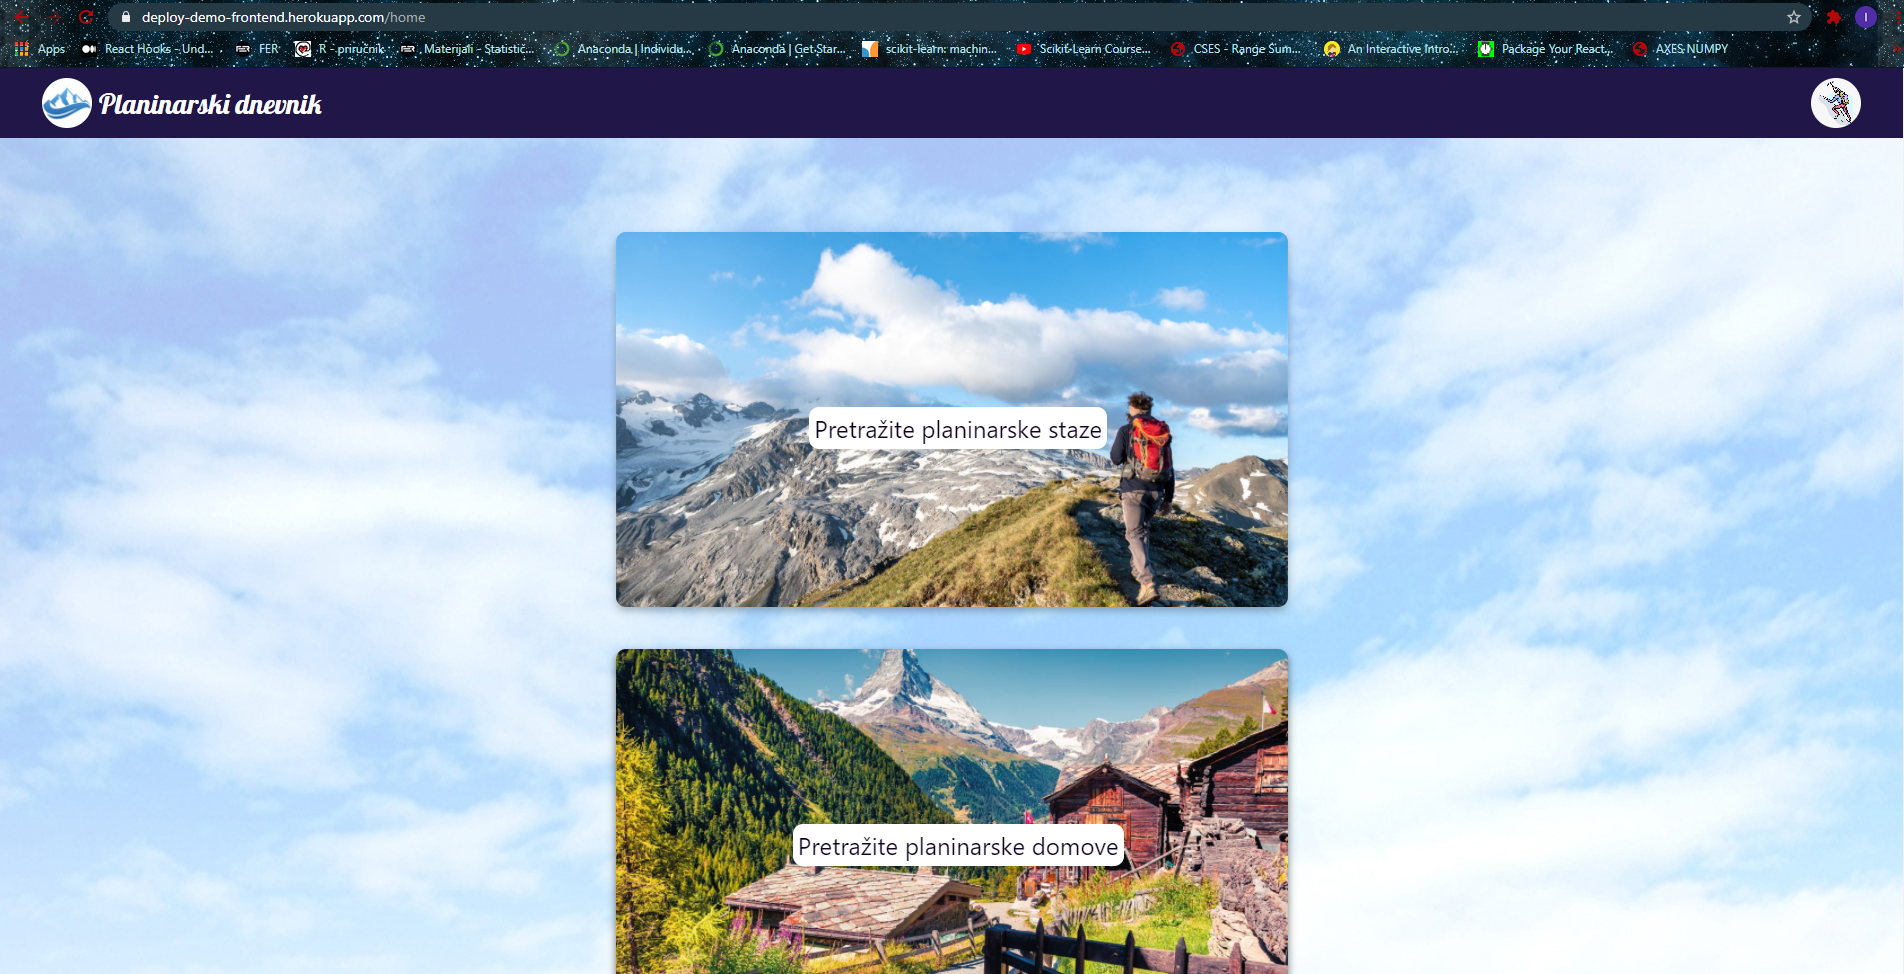 deploy-demo-frontend.herokuapp.com/home
I
Apps React Hooks - Und... FER R - priručnik Materijali - Statistič... Anaconda | Individu... Anaconda | Get Star... scikit-learn: machin... Scikit-Learn Course... CSES - Range Sum... An Interactive Intro... Package Your React... AXES NUMPY
Planinarski dnevnik
Pretražite planinarske staze
Pretražite planinarske domove